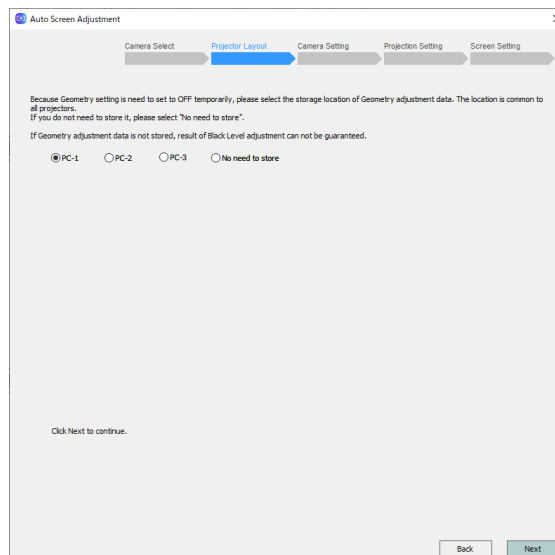 Auto Screen Adjustment
Camera Select
Projector Layout
Camera Setting
Projection Setting
Screen Setting
Because Geometry setting is need to set to OFF temporarily, please select the storage location of Geometry adjustment data. The location is common to
all projectors.
If you do not need to store it, please select "No need to store".
If Geometry adjustment data is not stored, result of Black Level adjustment can not be guaranteed.
PC-1 PC-2 PC-3 No need to store
Click Next to continue.
Back Next